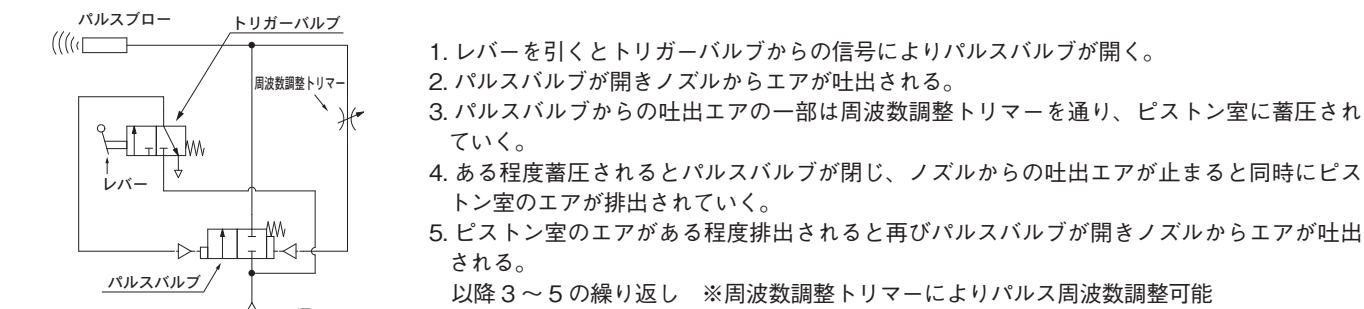 パルスブロー
トリガーバルブ
周波数調整トリマー
レバー
パルスバルブ
1. レバーを引くとトリガーバルブからの信号によりパルスバルブが開く。
2. パルスバルブが開きノズルからエアが吐出される。
3. パルスバルブからの吐出エアの一部は周波数調整トリマーを通り、ピストン室に蓄圧され
ていく。
4. ある程度蓄圧されるとパルスバルブが閉じ、ノズルからの吐出エアが止まると同時にピス
トン室のエアが排出されていく。
5. ピストン室のエアがある程度排出されると再びパルスバルブが開きノズルからエアが吐出
される。
以降 3 ～ 5 の繰り返し　※周波数調整トリマーによりパルス周波数調整可能